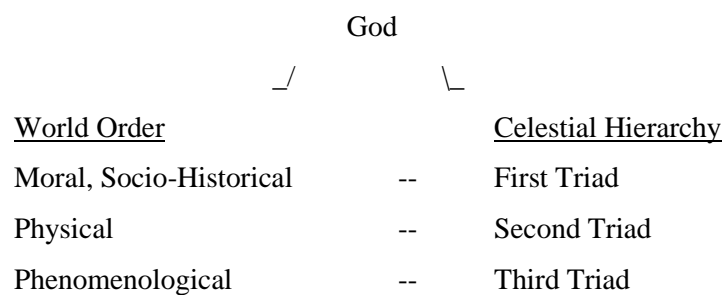 God
_/ \_
World Order Celestial Hierarchy
Moral, Socio-Historical -- First Triad
Physical -- Second Triad
Phenomenological -- Third Triad